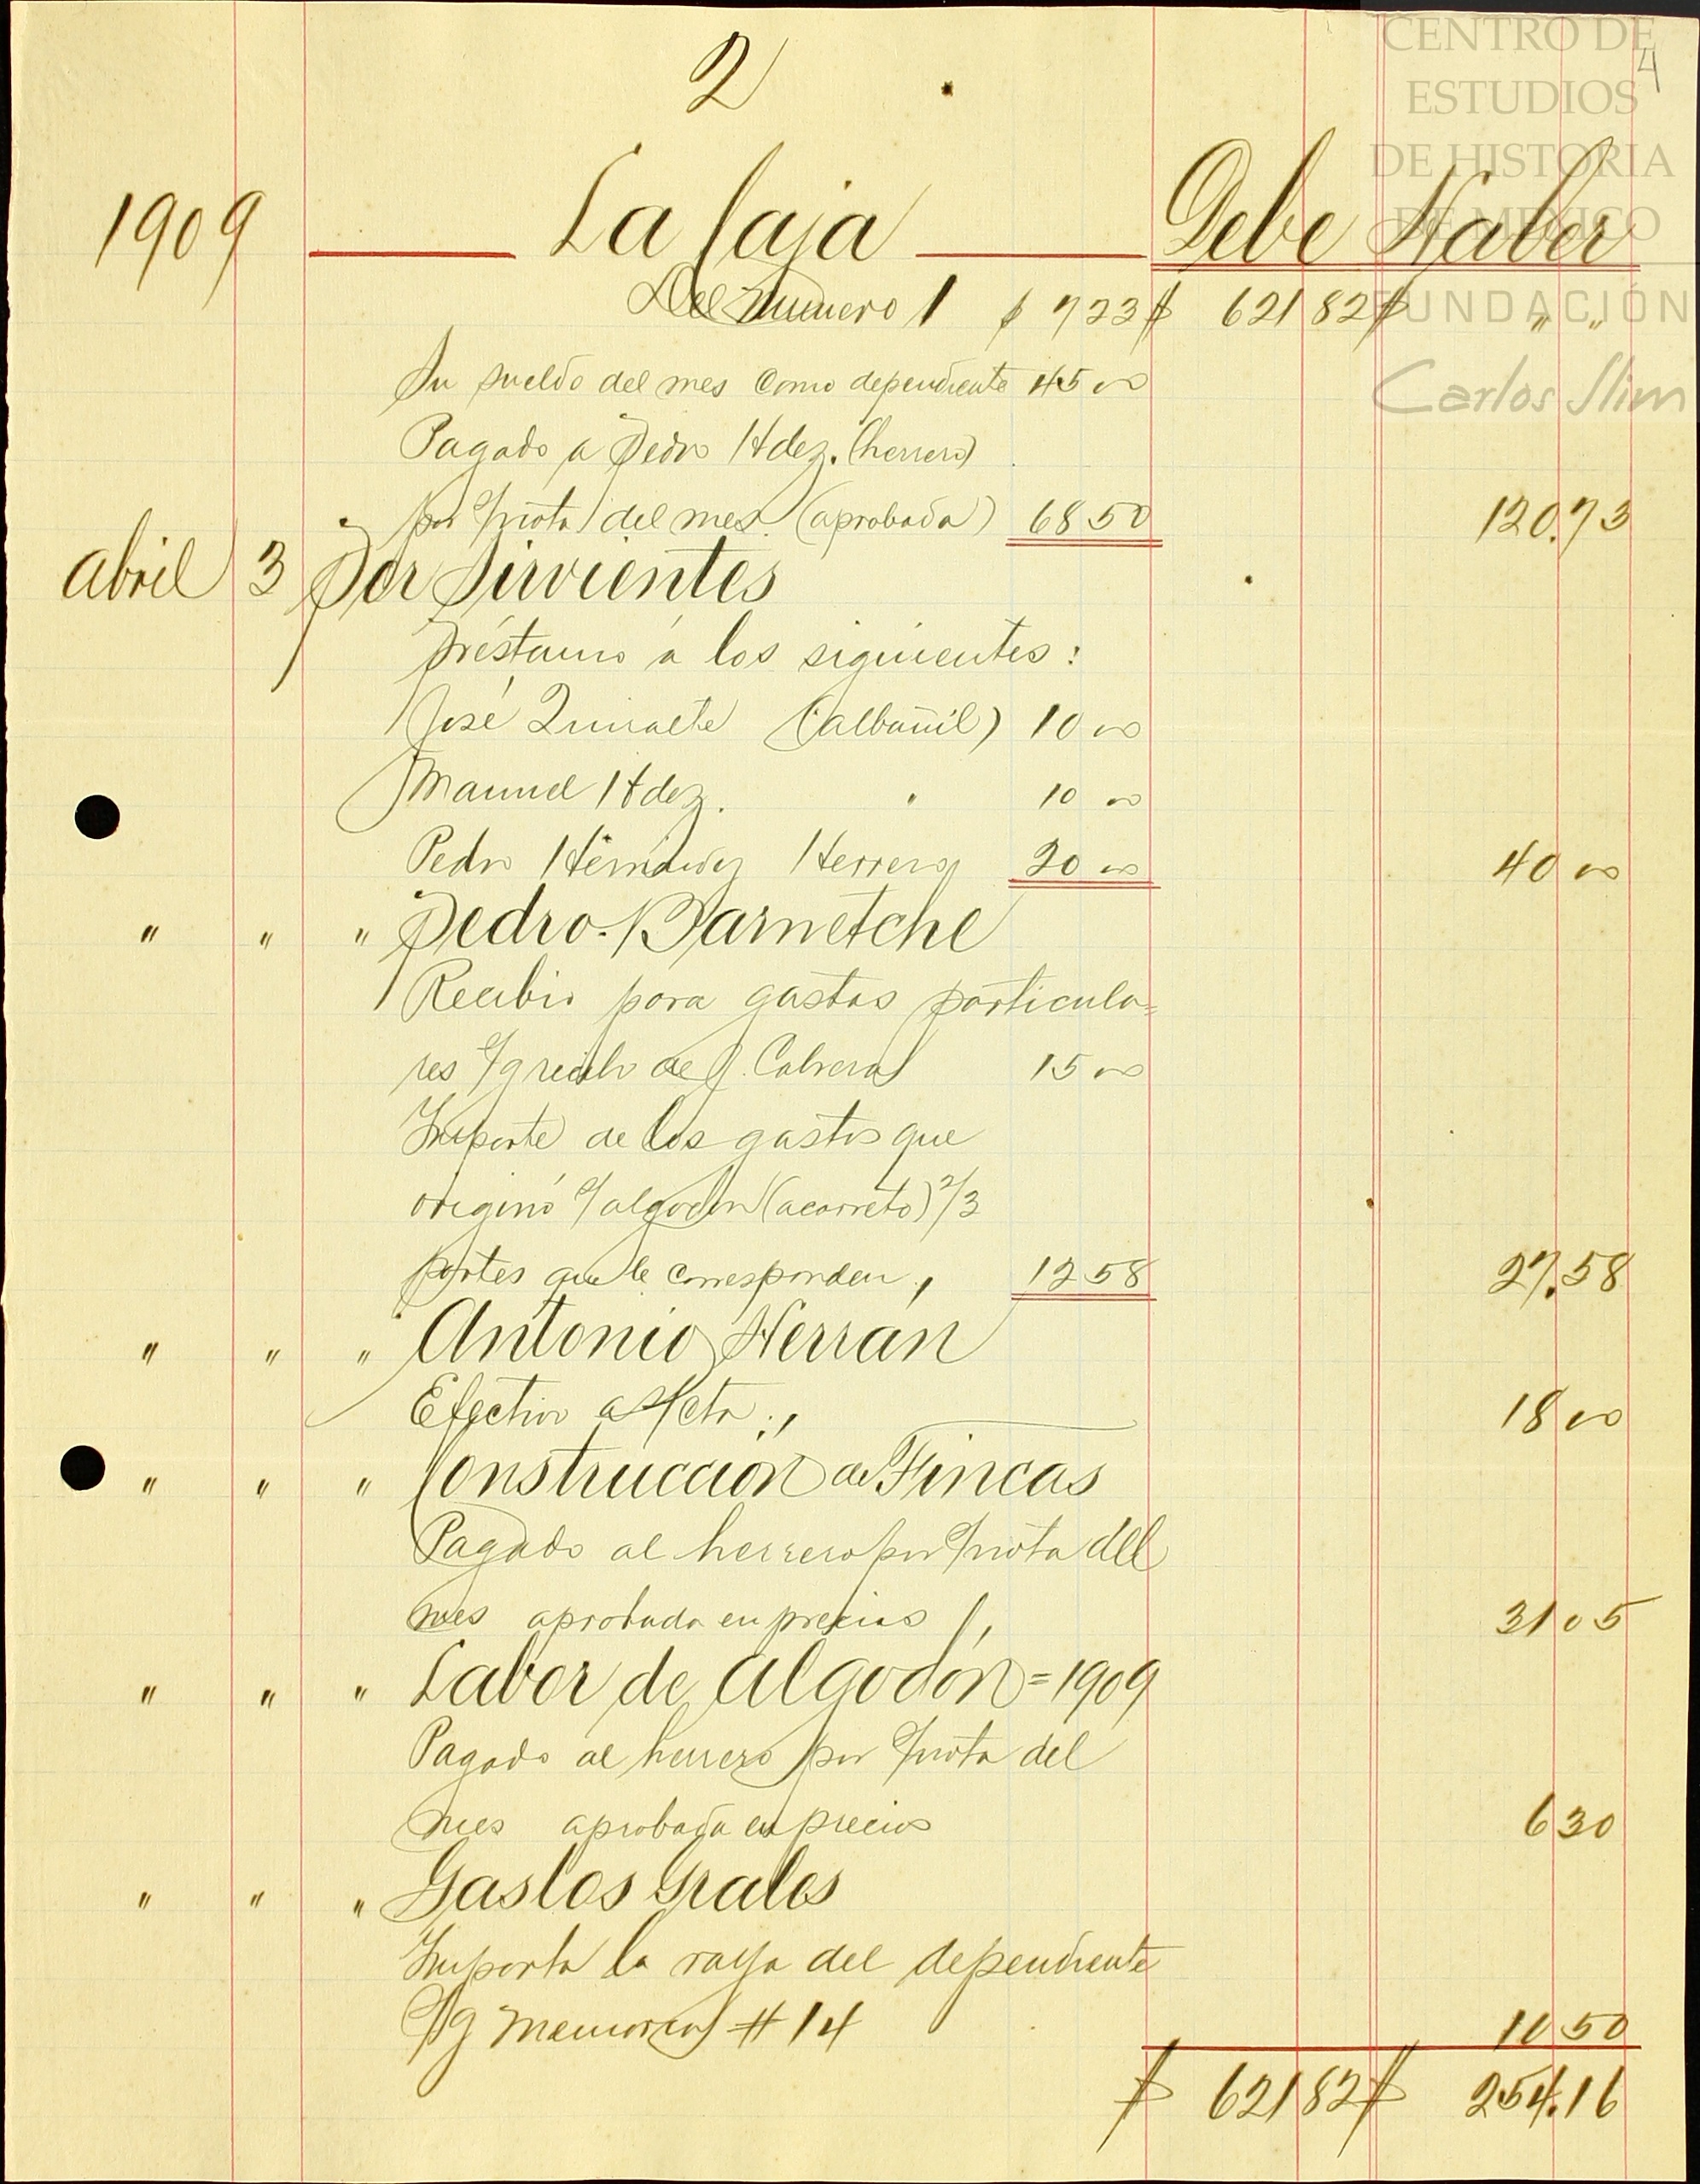 CENTRO DE
ESTUDIOS
DE HISTORIA
DE MÉXICO
FUNDACIÓN
Carlos Slim
4
2
1909 La Caja Debe Haber
Del número 1 $ 7 23 $ 621 82 $ " "
Su sueldo del mes como dependiente 45 00
Pagado a Pedro Hdez. (herrero)
por s/nota del mes (aprobada) 68 50 120.73
Abril 3 Por Sirvientes
préstamo á los siguientes:
José Zunalte (albañil) 10 00
Manuel Hdez. " 10 00
Pedro Hernández Herrero 20 00 40 00
" " " Pedro Barnetche
Recibió para gastos particula=
res s/g recibo de J. Cabrera 15 00
Importe de los gastos que
originó s/algodón (acarreto) 2/3
partes que le corresponden, 12 58 27.58
" " " Antonio Herran
Efectivo a s/cta., 18 00
" " " Construcción de Fincas
Pagado al herrero por s/nota del
mes aprobada en precios 31 05
" " " Labor de Algodón = 1909
Pagado al herrero por s/nota del
mes aprobada en precios 6 30
" " " Gastos Grales
Importa la raya del dependiente
s/g memoria # 14 10 50
$ 621 82 $ 254.16